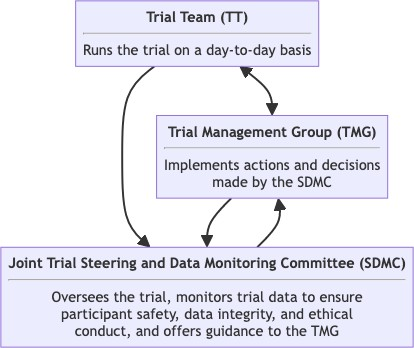 Trial Team (TT)
Runs the trial on a day-to-day basis
Trial Management Group (TMG)
Implements actions and decisions
made by the SDMC
Joint Trial Steering and Data Monitoring Committee (SDMC)
Oversees the trial, monitors trial data to ensure
participant safety, data integrity, and ethical
conduct, and offers guidance to the TMG